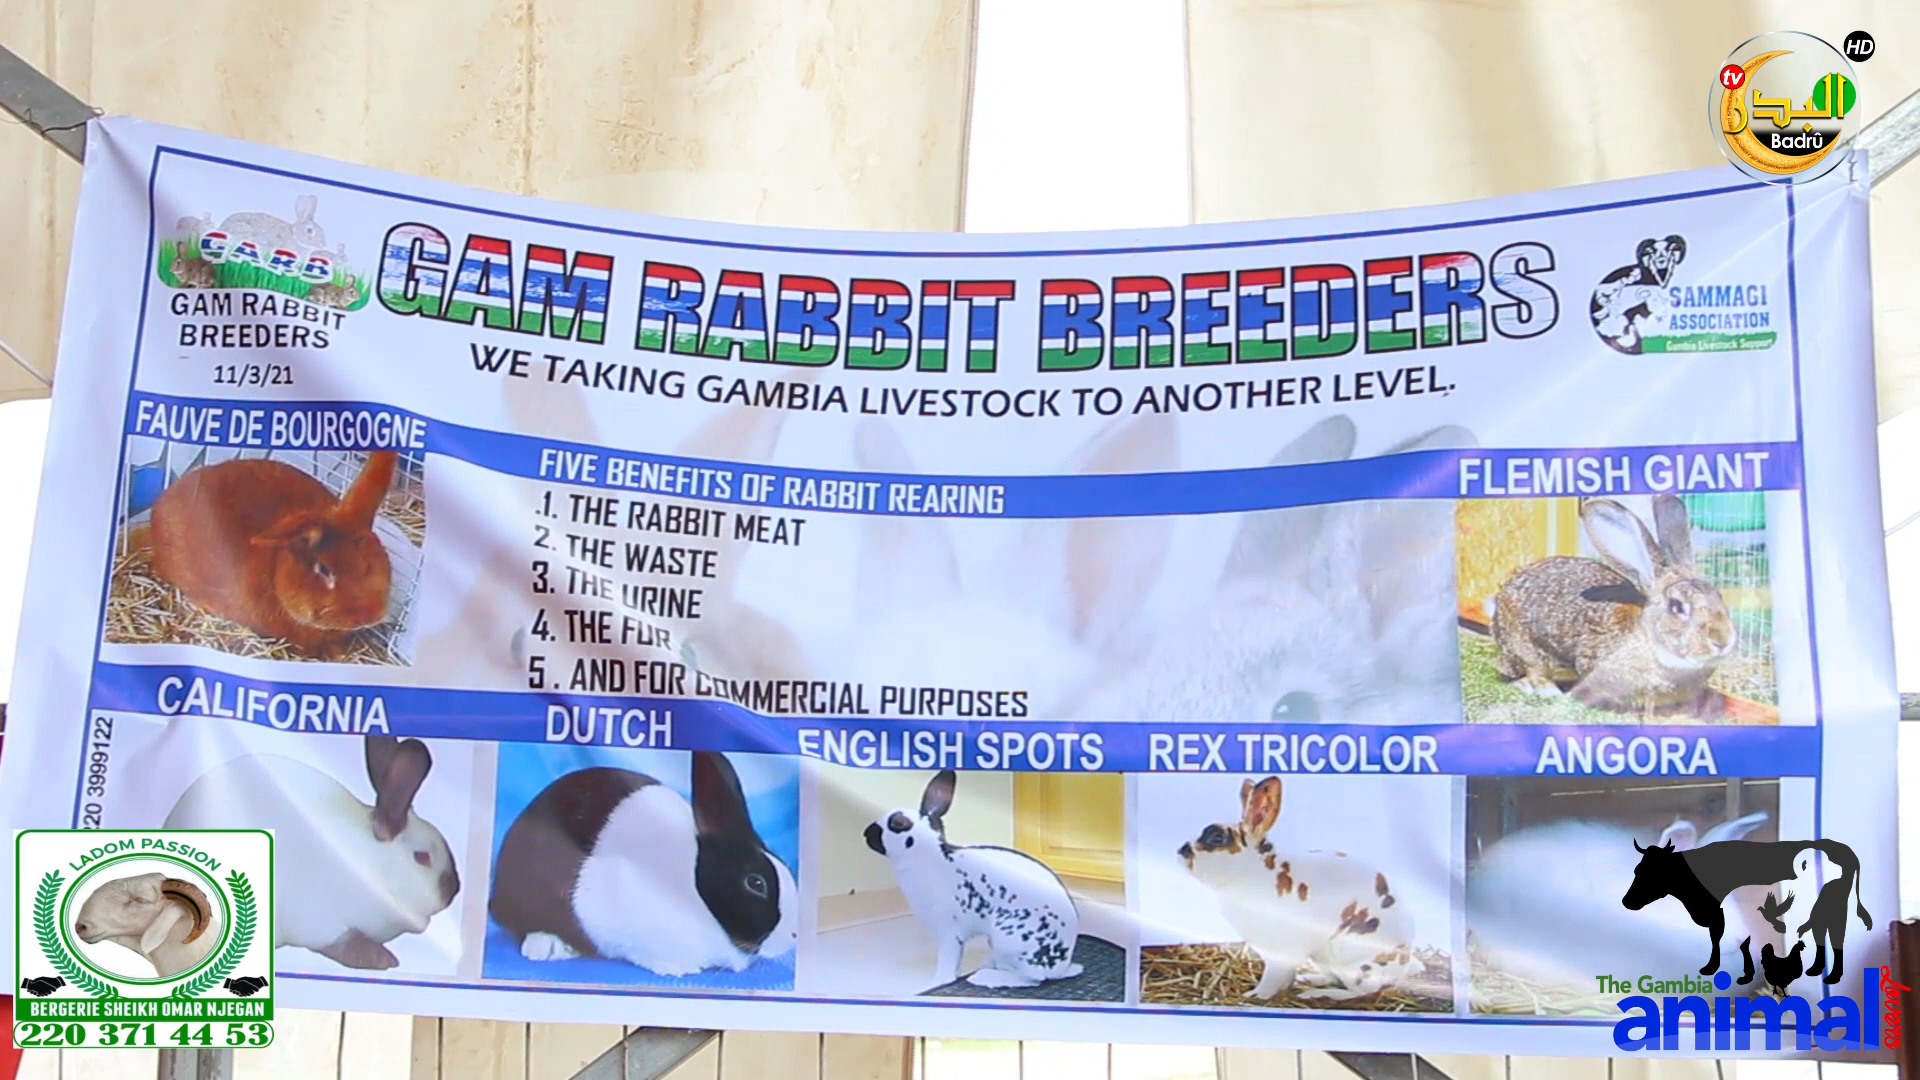 HD
tv
البدر
Badrû
GARB
GAM RABBIT
BREEDERS
11/3/21
GAM RABBIT BREEDERS
WE TAKING GAMBIA LIVESTOCK TO ANOTHER LEVEL.
SAMMAGI
ASSOCIATION
Gambia Livestock Support
FAUVE DE BOURGOGNE
FIVE BENEFITS OF RABBIT REARING
.1. THE RABBIT MEAT
2. THE WASTE
3. THE URINE
4. THE FUR
5 . AND FOR COMMERCIAL PURPOSES
FLEMISH GIANT
CALIFORNIA
DUTCH
ENGLISH SPOTS
REX TRICOLOR
ANGORA
220 3999122
LADOM PASSION
BERGERIE SHEIKH OMAR NJEGAN
220 371 44 53
The Gambia
animal
lovers